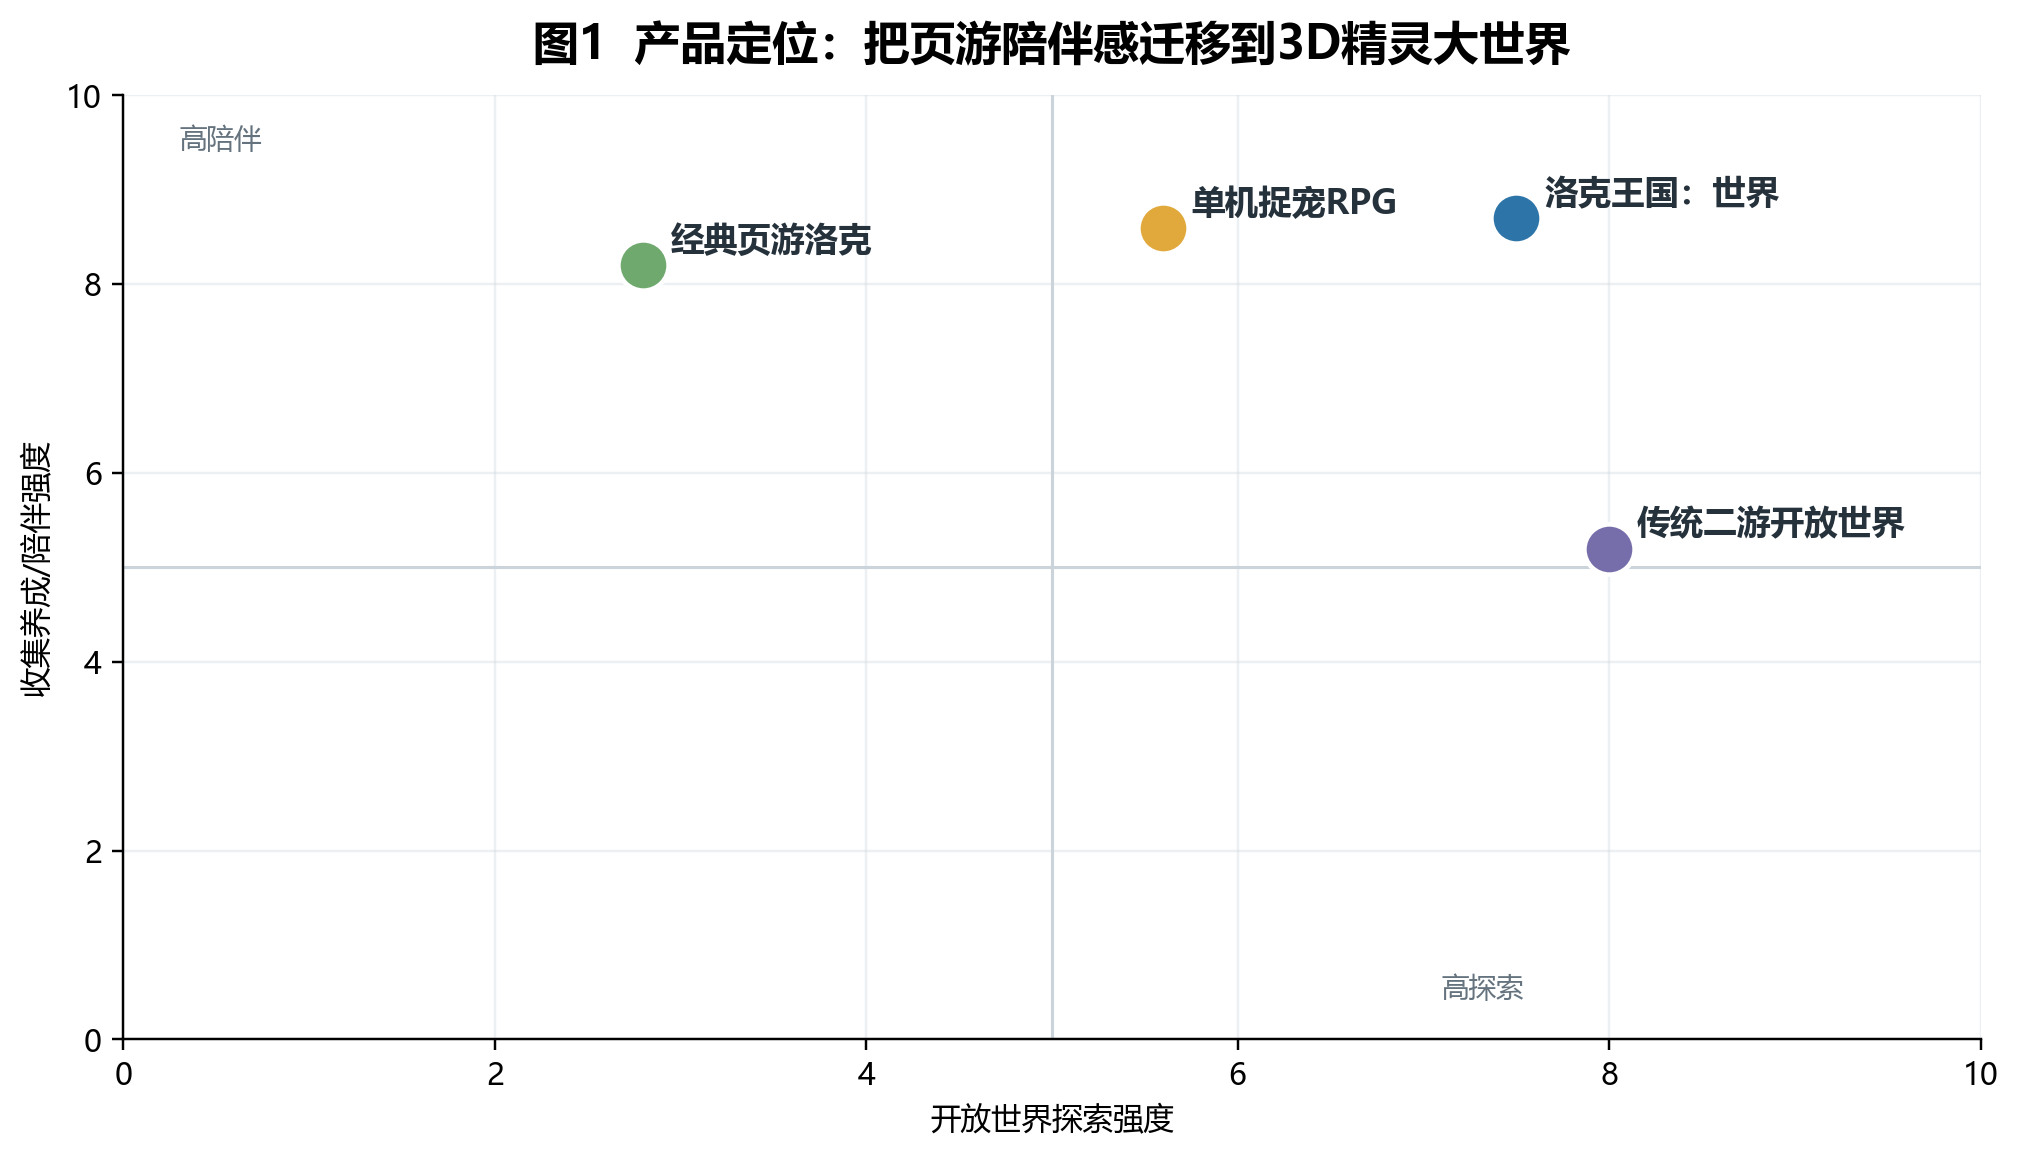 图1 产品定位：把页游陪伴感迁移到3D精灵大世界
10
高陪伴
洛克王国：世界
单机捉宠RPG
经典页游洛克
8
6
传统二游开放世界
收集养成/陪伴强度
4
2
高探索
0
0 2 4 6 8 10
开放世界探索强度